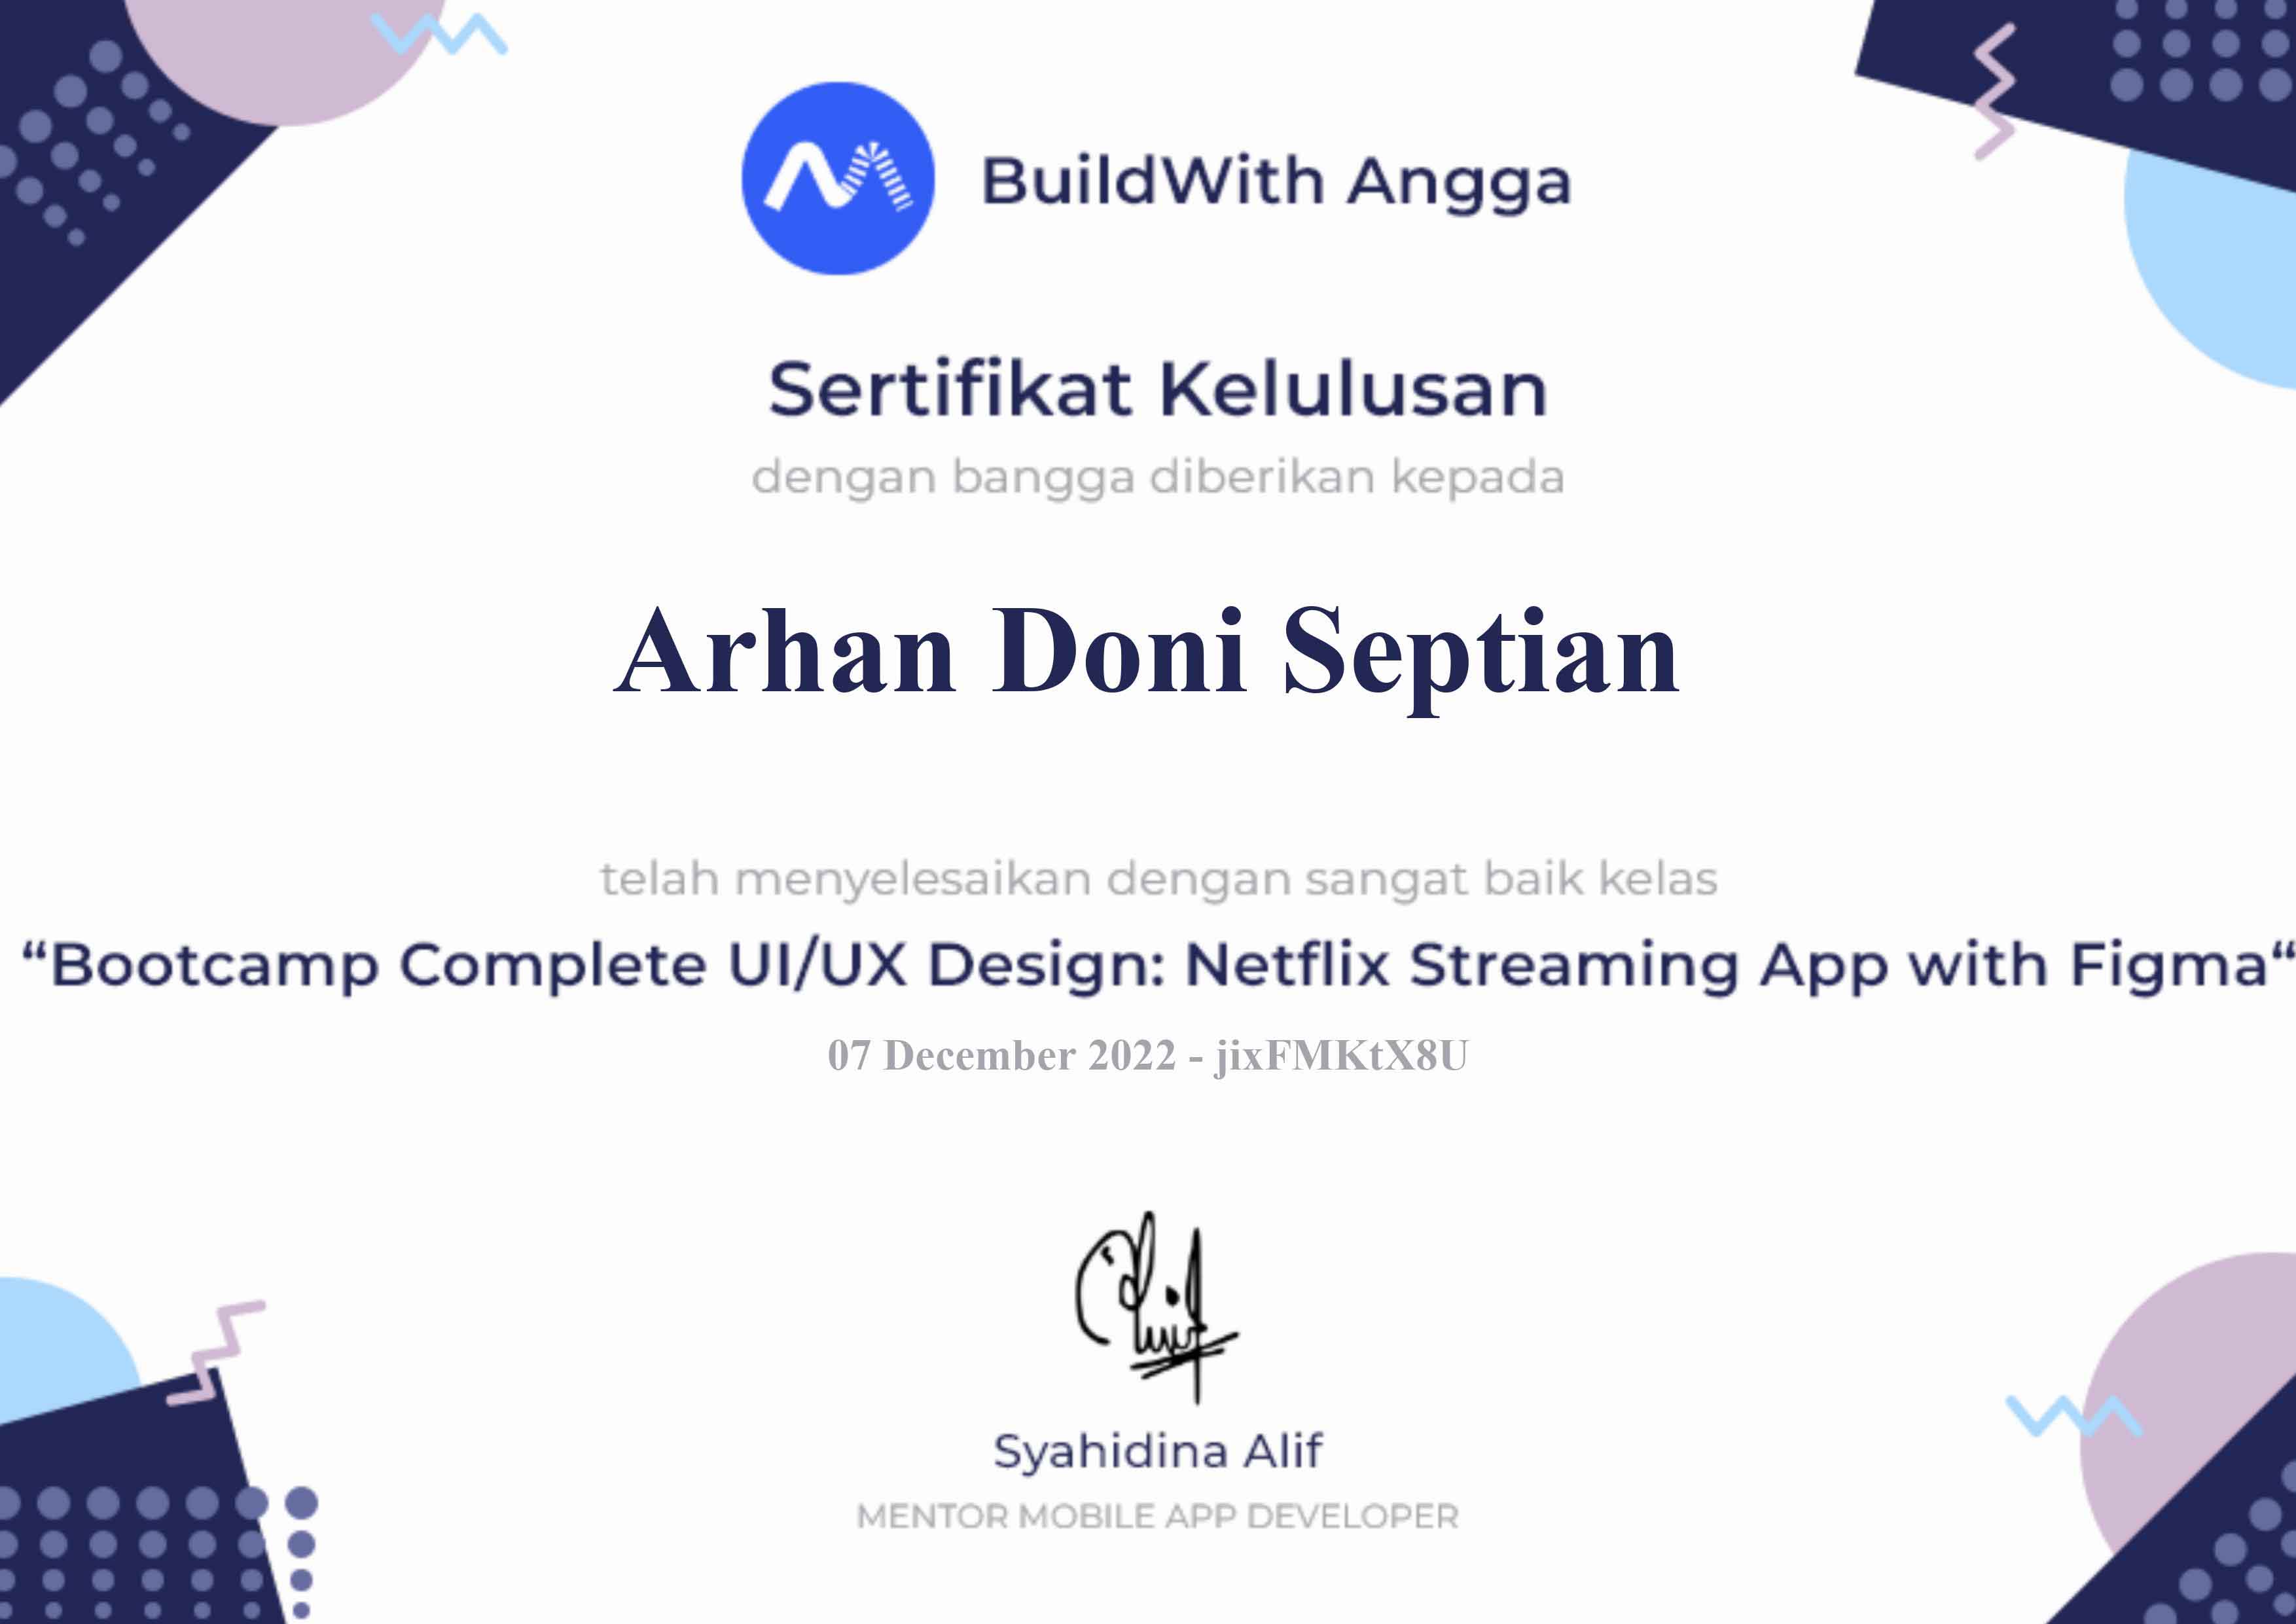 BuildWith Angga
Sertifikat Kelulusan
dengan bangga diberikan kepada
Arhan Doni Septian
telah menyelesaikan dengan sangat baik kelas
“Bootcamp Complete UI/UX Design: Netflix Streaming App with Figma“
07 December 2022 - jixFMKtX8U
Syahidina Alif
MENTOR MOBILE APP DEVELOPER